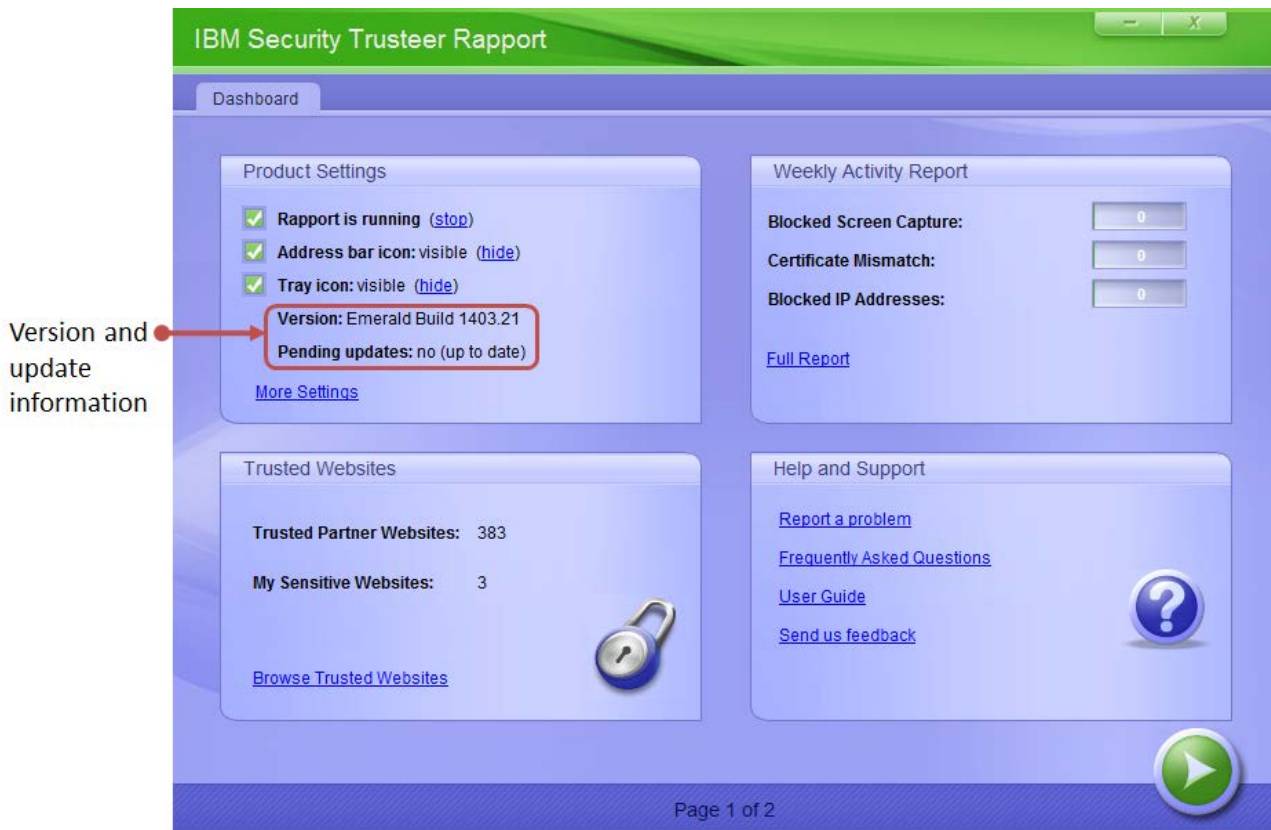 IBM Security Trusteer Rapport
– X
Dashboard
Product Settings
Rapport is running (stop)
Address bar icon: visible (hide)
Tray icon: visible (hide)
Version: Emerald Build 1403.21
Pending updates: no (up to date)
More Settings
Version and
update
information
Weekly Activity Report
Blocked Screen Capture: 0
Certificate Mismatch: 0
Blocked IP Addresses: 0
Full Report
Trusted Websites
Trusted Partner Websites: 383
My Sensitive Websites: 3
Browse Trusted Websites
Help and Support
Report a problem
Frequently Asked Questions
User Guide
Send us feedback
?
Page 1 of 2